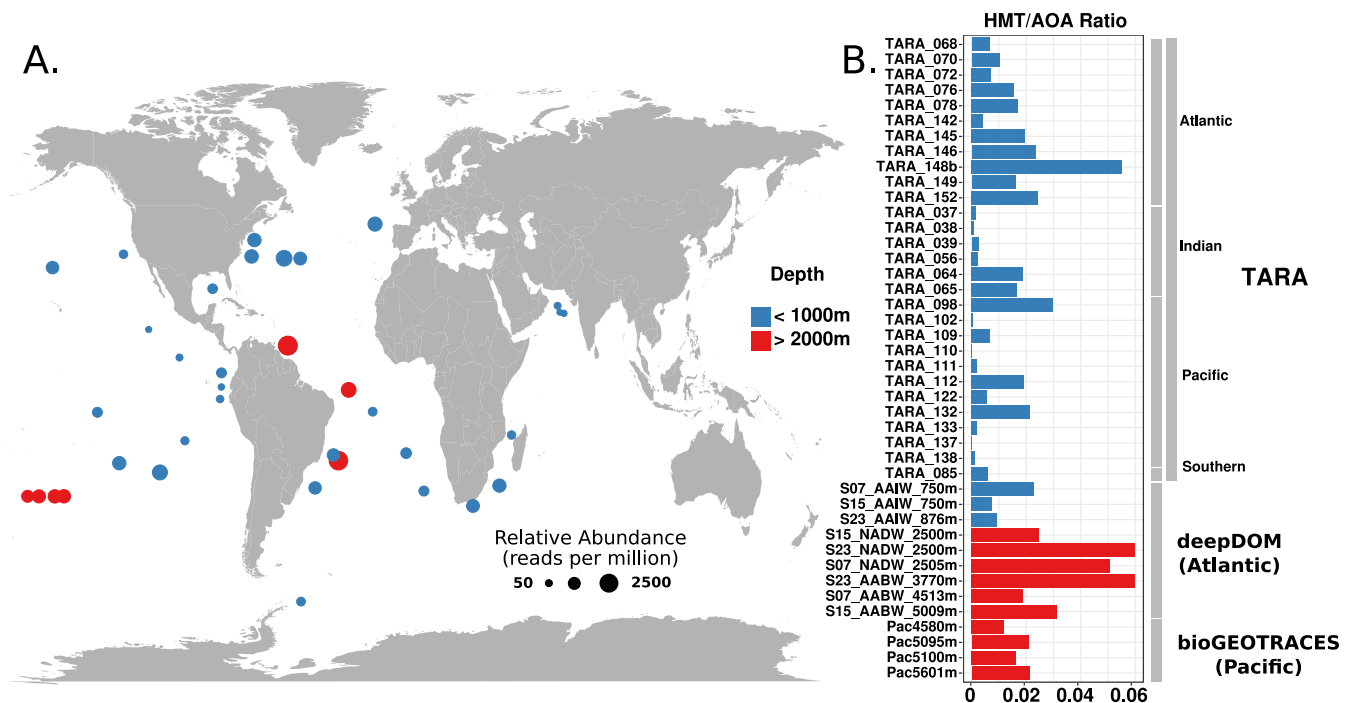 A.
Depth
< 1000m
> 2000m
Relative Abundance
(reads per million)
50
2500
B.
HMT/AOA Ratio
TARA_068
TARA_070
TARA_072
TARA_076
TARA_078
TARA_142
TARA_145
TARA_146
TARA_148b
TARA_149
TARA_152
TARA_037
TARA_038
TARA_039
TARA_056
TARA_064
TARA_065
TARA_098
TARA_102
TARA_109
TARA_110
TARA_111
TARA_112
TARA_122
TARA_132
TARA_133
TARA_137
TARA_138
TARA_085
S07_AAIW_750m
S15_AAIW_750m
S23_AAIW_876m
S15_NADW_2500m
S23_NADW_2500m
S07_NADW_2505m
S23_AABW_3770m
S07_AABW_4513m
S15_AABW_5009m
Pac4580m
Pac5095m
Pac5100m
Pac5601m
0 0.02 0.04 0.06
Atlantic
Indian
Pacific
Southern
TARA
deepDOM
(Atlantic)
bioGEOTRACES
(Pacific)